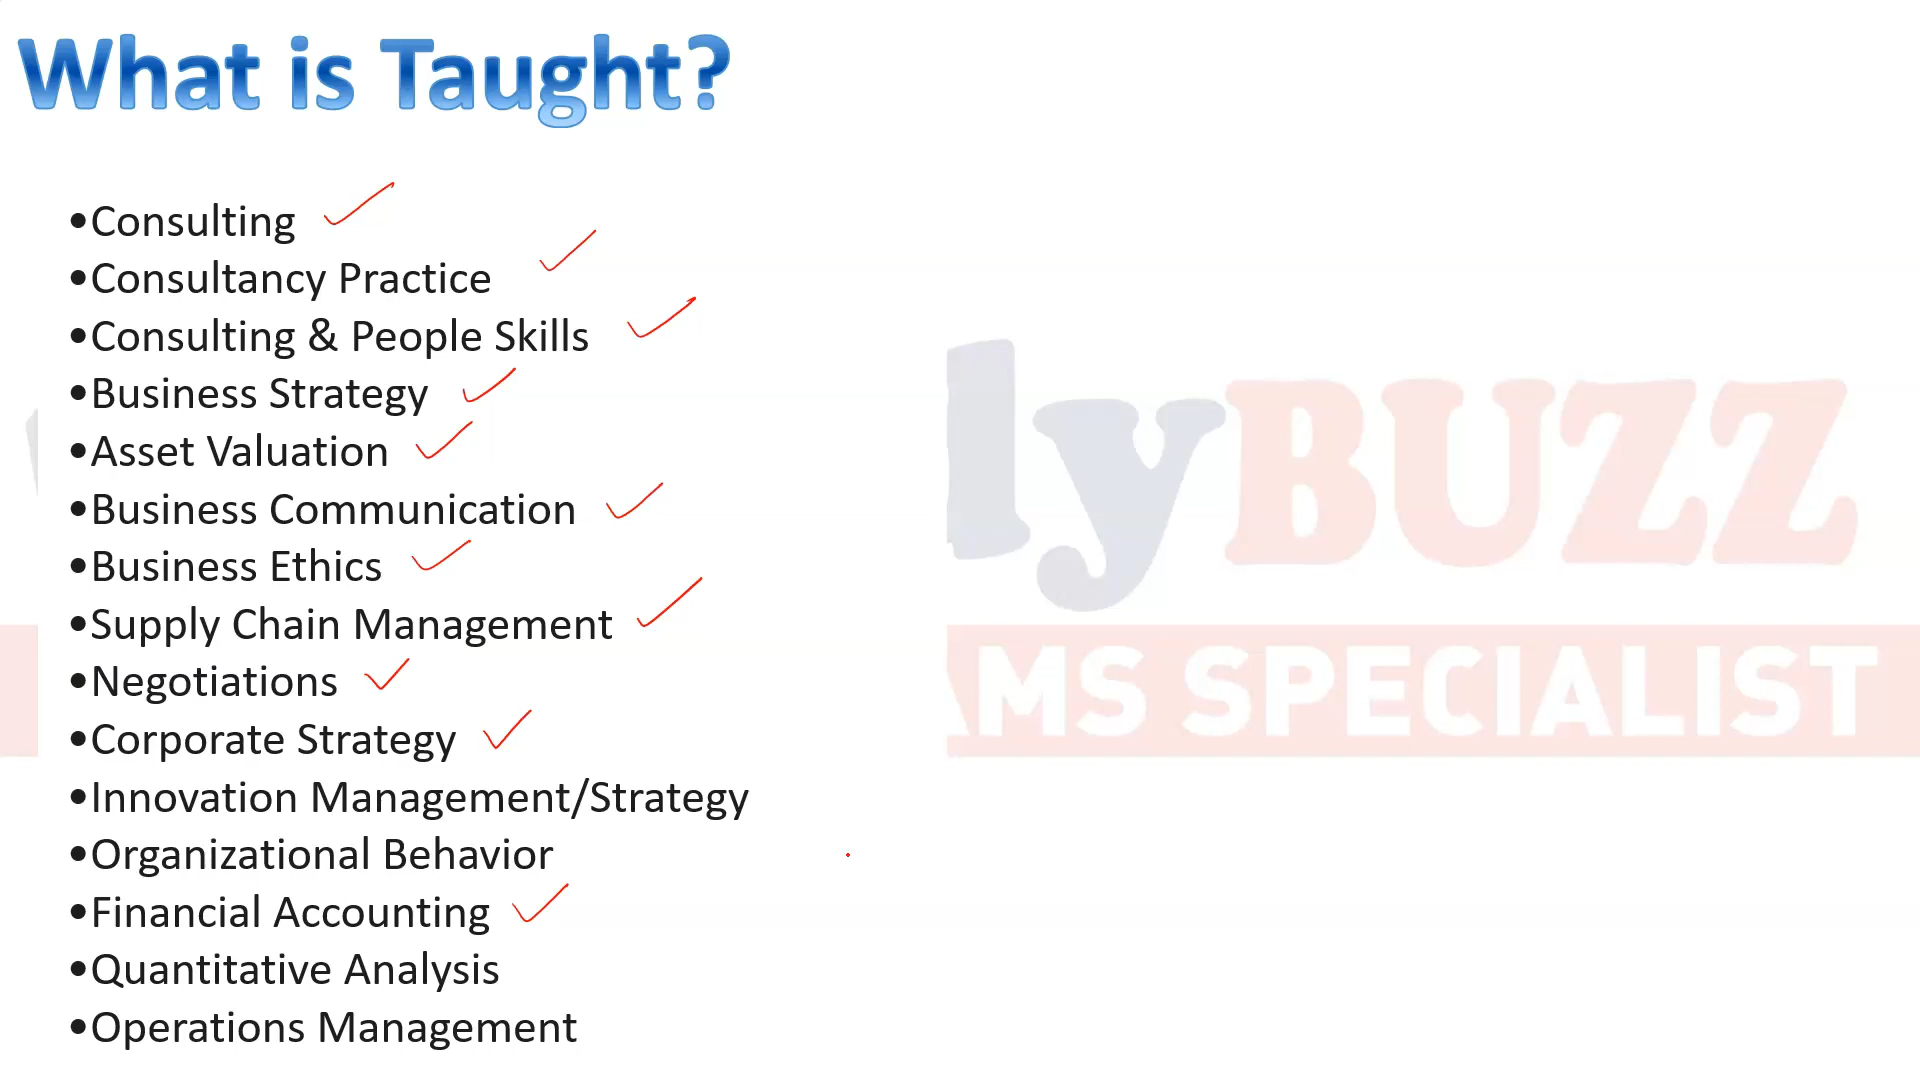 What is Taught?
•Consulting
•Consultancy Practice
•Consulting & People Skills
•Business Strategy
•Asset Valuation
•Business Communication
•Business Ethics
•Supply Chain Management
•Negotiations
•Corporate Strategy
•Innovation Management/Strategy
•Organizational Behavior
•Financial Accounting
•Quantitative Analysis
•Operations Management
lyBUZZ
AMS SPECIALIST